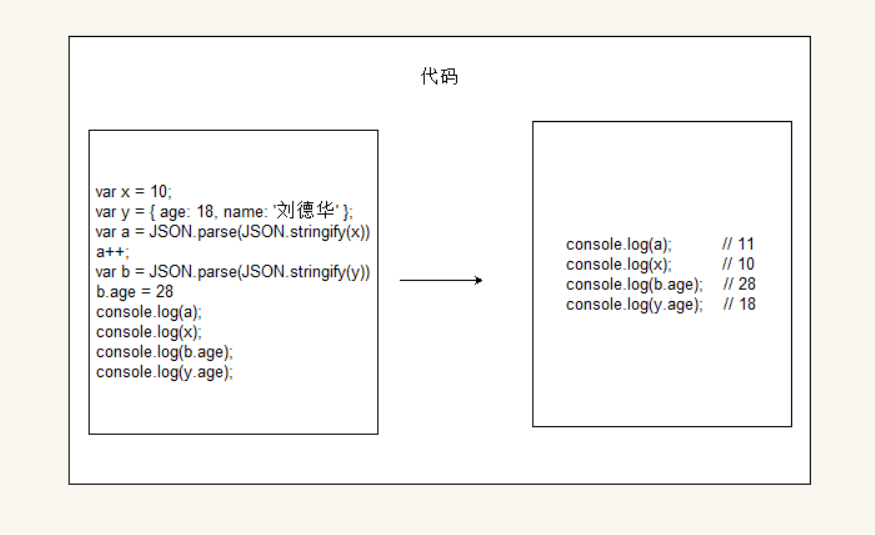 代码
var x = 10;
var y = { age: 18, name: '刘德华' };
var a = JSON.parse(JSON.stringify(x))
a++;
var b = JSON.parse(JSON.stringify(y))
b.age = 28
console.log(a);
console.log(x);
console.log(b.age);
console.log(y.age);
console.log(a); // 11
console.log(x); // 10
console.log(b.age); // 28
console.log(y.age); // 18